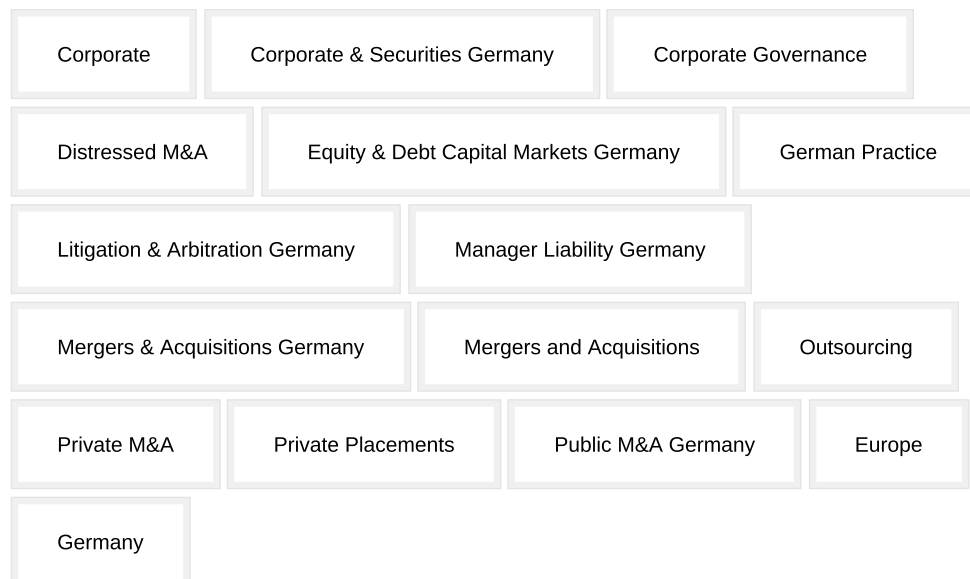 Corporate Corporate & Securities Germany Corporate Governance
Distressed M&A Equity & Debt Capital Markets Germany German Practice
Litigation & Arbitration Germany Manager Liability Germany
Mergers & Acquisitions Germany Mergers and Acquisitions Outsourcing
Private M&A Private Placements Public M&A Germany Europe
Germany